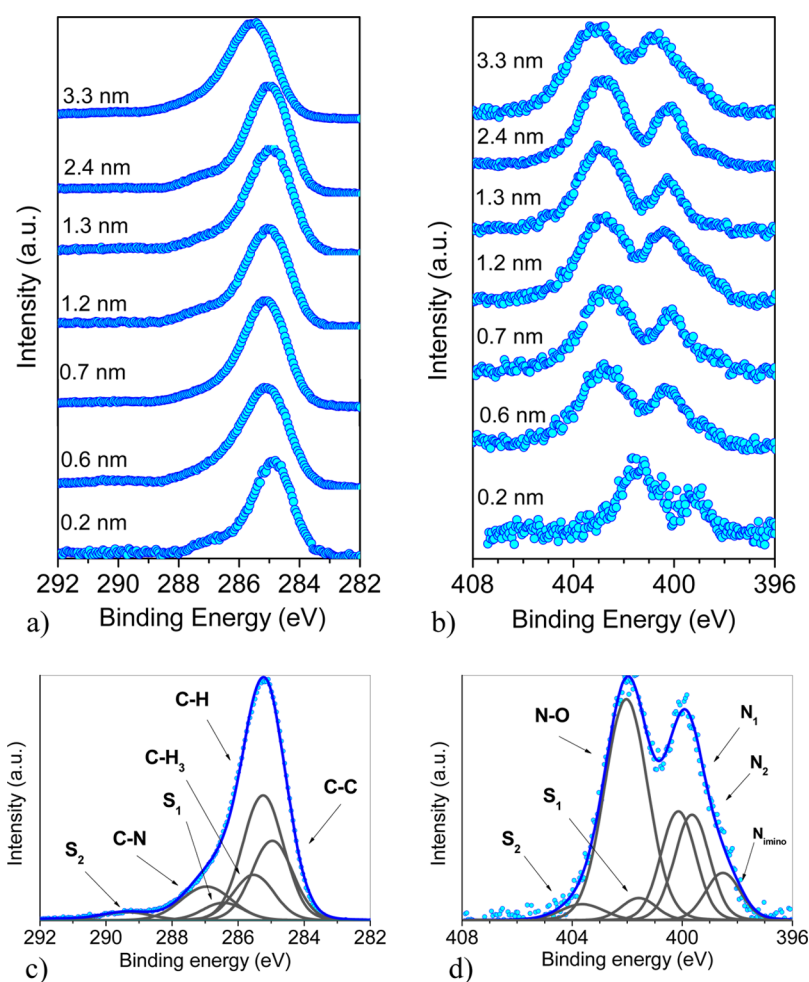 Intensity (a.u.)
3.3 nm
2.4 nm
1.3 nm
1.2 nm
0.7 nm
0.6 nm
0.2 nm
292 290 288 286 284 282
Binding Energy (eV)
a)
Intensity (a.u.)
3.3 nm
2.4 nm
1.3 nm
1.2 nm
0.7 nm
0.6 nm
0.2 nm
408 404 400 396
Binding Energy (eV)
b)
Intensity (a.u.)
C-H
C-H3
S1
C-N
S2
C-C
292 290 288 286 284 282
Binding energy (eV)
c)
Intensity (a.u.)
N-O
S1
S2
N1
N2
Nimino
408 404 400 396
Binding energy (eV)
d)